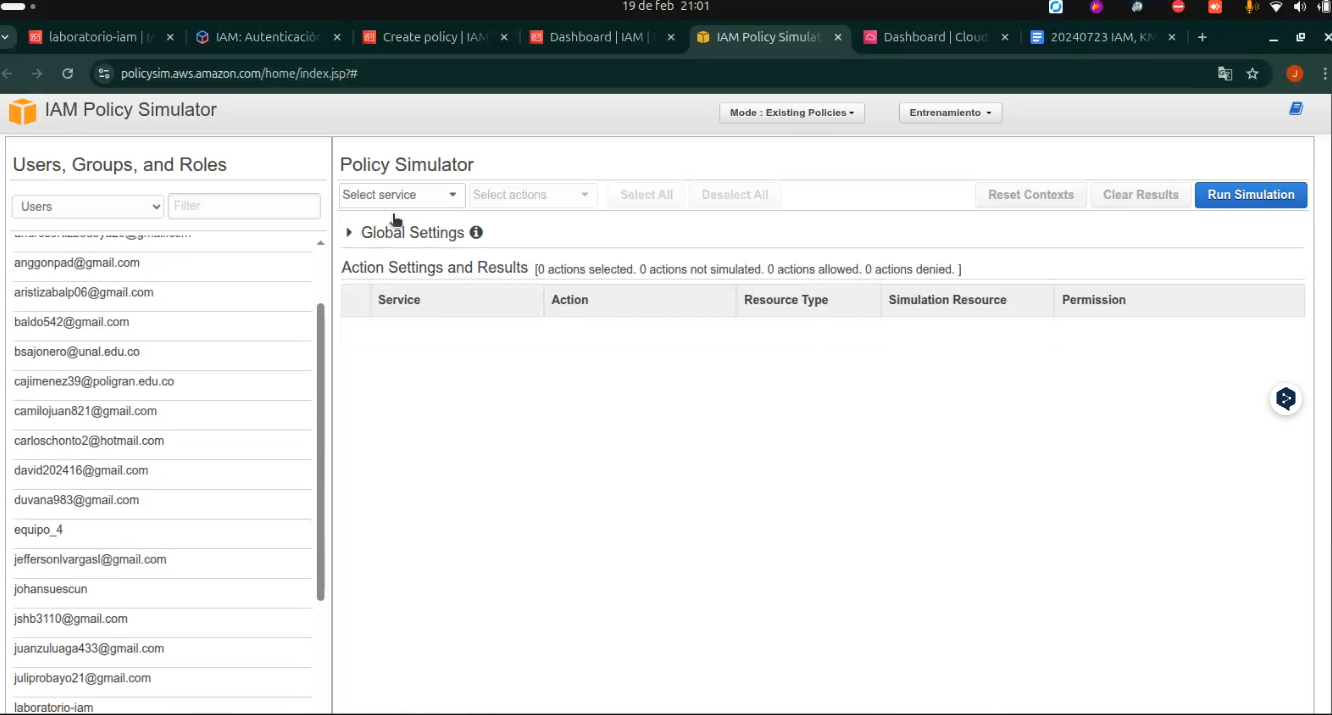 19 de feb 21:01
laboratorio-iam | I
IAM: Autenticación
Create policy | IAM
Dashboard | IAM |
IAM Policy Simulat
Dashboard | Cloud
20240723 IAM, KM
policysim.aws.amazon.com/home/index.jsp?#
J
IAM Policy Simulator
Mode : Existing Policies
Entrenamiento
Users, Groups, and Roles
Policy Simulator
Users
Filter
Select service
Select actions
Select All
Deselect All
Reset Contexts
Clear Results
Run Simulation
Global Settings
Action Settings and Results [0 actions selected. 0 actions not simulated. 0 actions allowed. 0 actions denied. ]
Service
Action
Resource Type
Simulation Resource
Permission
anggonpad@gmail.com
aristizabalp06@gmail.com
baldo542@gmail.com
bsajonero@unal.edu.co
cajimenez39@poligran.edu.co
camilojuan821@gmail.com
carloschonto2@hotmail.com
david202416@gmail.com
duvana983@gmail.com
equipo_4
jeffersonlvargasl@gmail.com
johansuescun
jshb3110@gmail.com
juanzuluaga433@gmail.com
juliprobayo21@gmail.com
laboratorio-iam